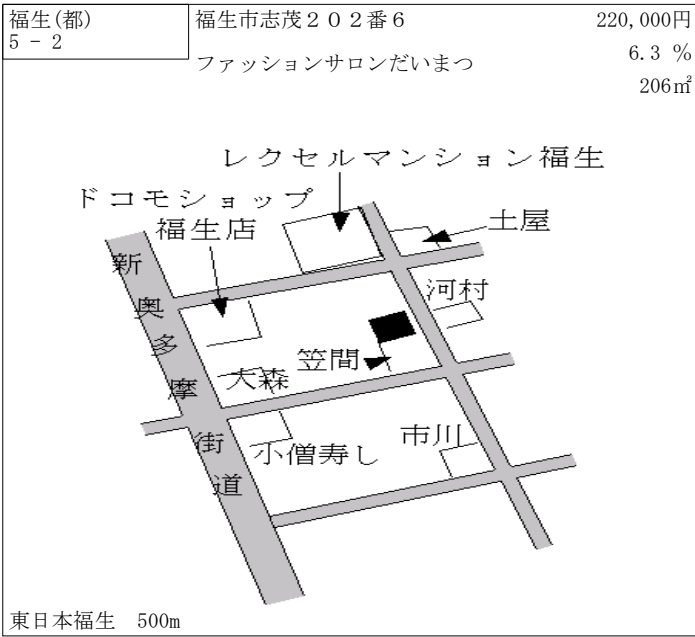 福生(都)
5 - 2
福生市志茂２０２番６
ファッションサロンだいまつ
220,000円
6.3 %
206㎡
レクセルマンション福生
ドコモショップ
福生店
土屋
新奥多摩街道
河村
笠間
大森
小僧寿し
市川
東日本福生 500m